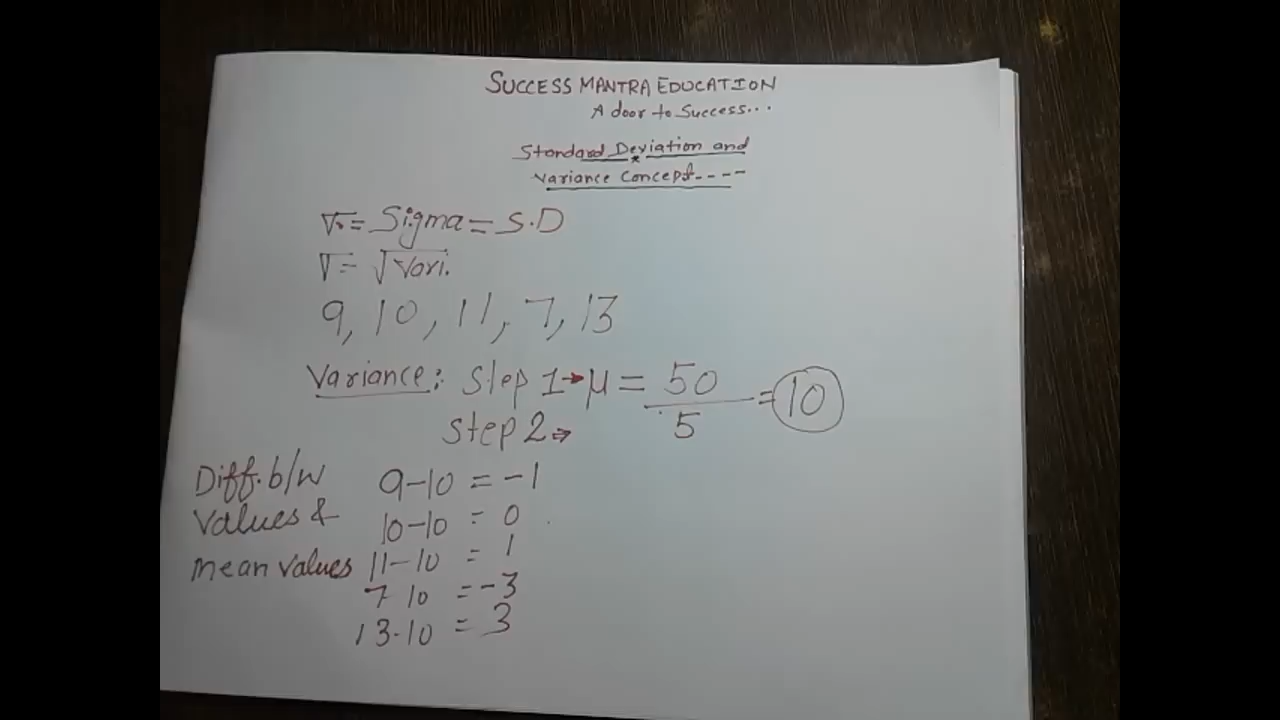 SUCCESS MANTRA EDUCATION
A door to Success...
Standard Deviation and
Variance Concept----
σ = Sigma = S.D
σ = √Vari.
9, 10, 11, 7, 13
Variance: Step 1 → μ = 50/5 = 10
Step 2 →
Diff. b/w
values &
mean values
9-10 = -1
10-10 = 0
11-10 = 1
7 10 = -3
13-10 = 3